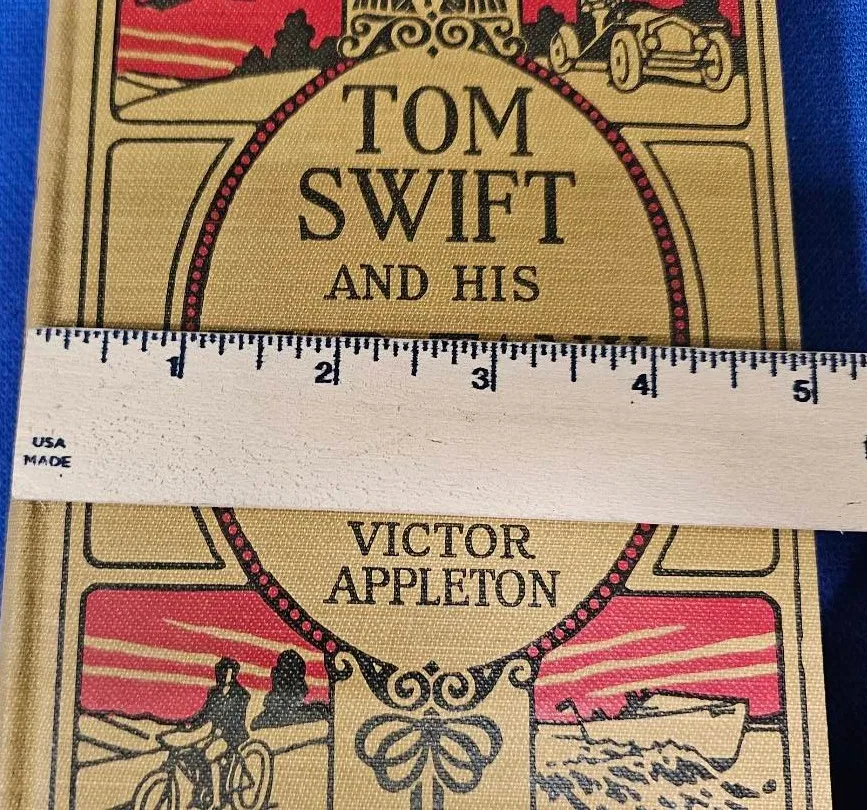 TOM
SWIFT
AND HIS
1 2 3 4 5
USA
MADE
VICTOR
APPLETON